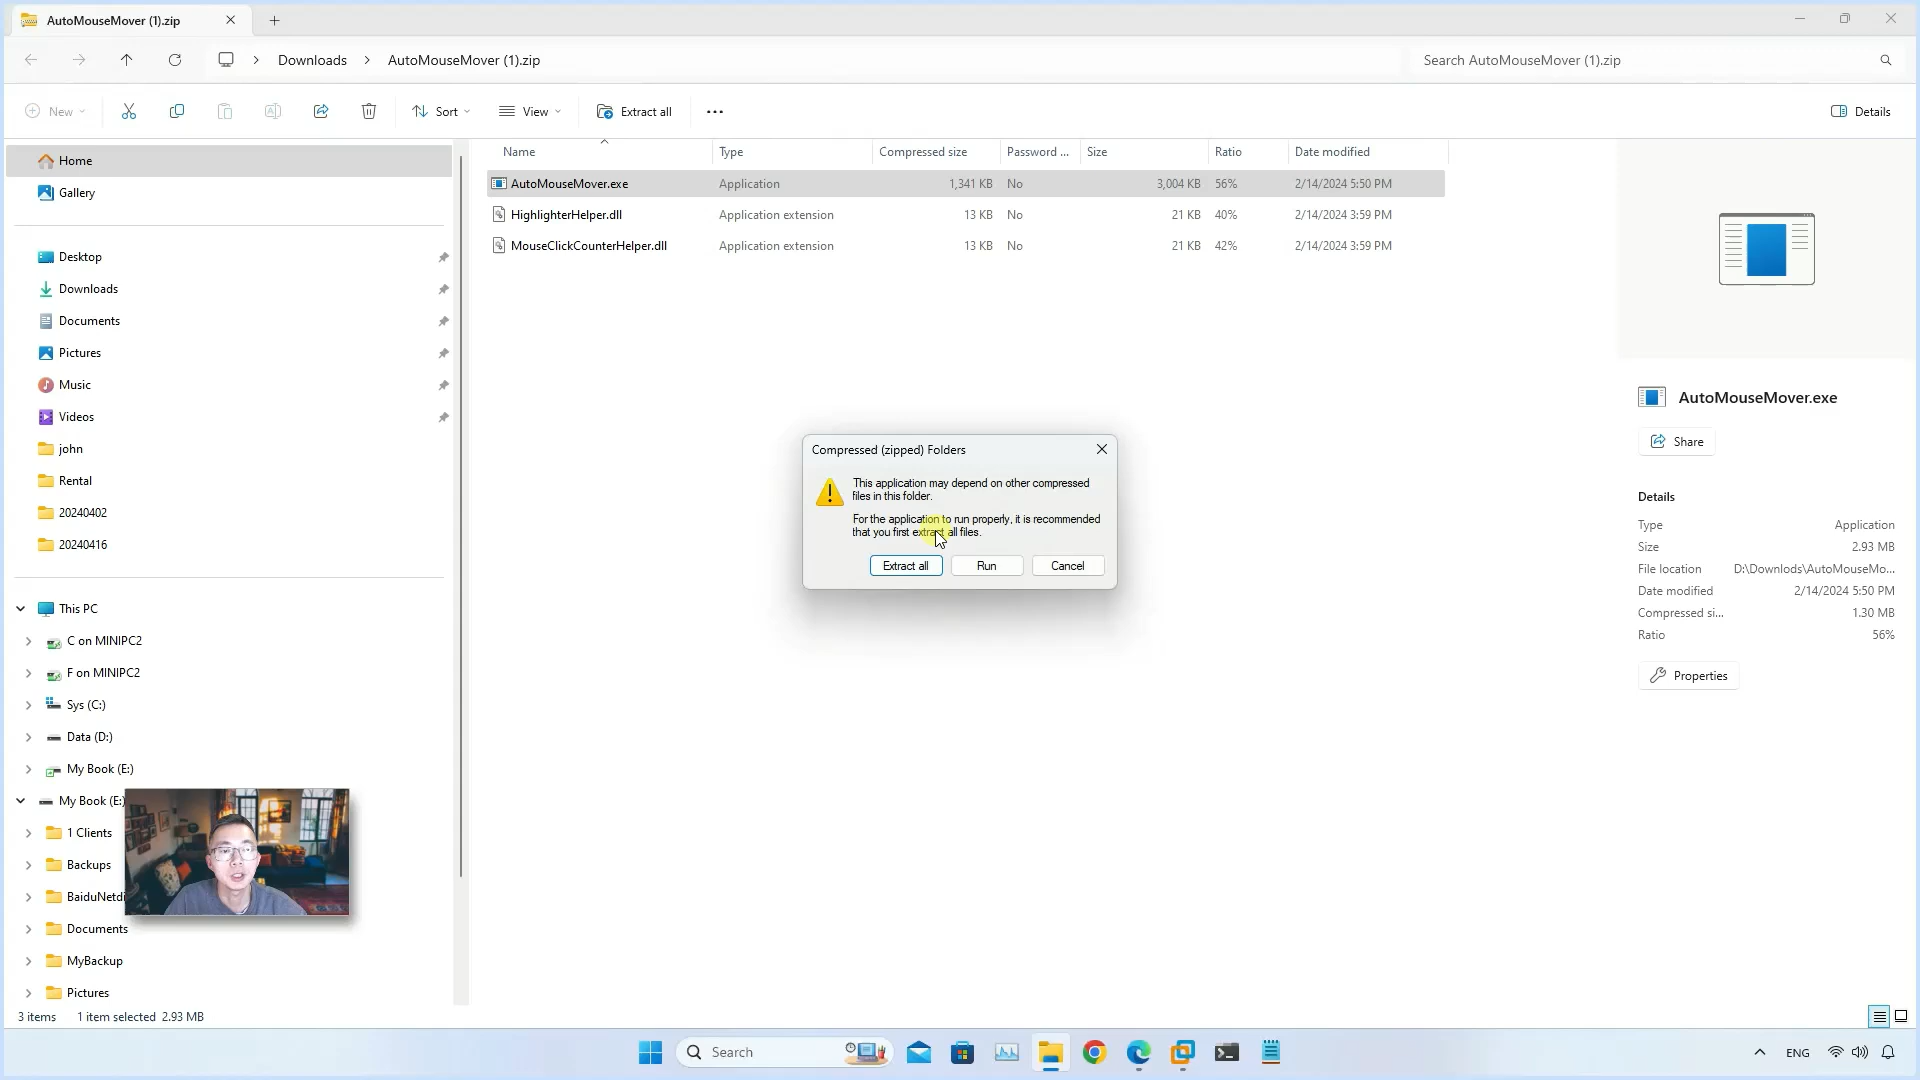 AutoMouseMover (1).zip
Downloads
AutoMouseMover (1).zip
Search AutoMouseMover (1).zip
New
Sort
View
Extract all
Details
Home
Gallery
Desktop
Downloads
Documents
Pictures
Music
Videos
john
Rental
20240402
20240416
This PC
C on MINIPC2
F on MINIPC2
Sys (C:)
Data (D:)
My Book (E:)
My Book (E:)
1 Clients
Backups
BaiduNetdi
Documents
MyBackup
Pictures
Name Type Compressed size Password ... Size Ratio Date modified
AutoMouseMover.exe Application 1,341 KB No 3,004 KB 56% 2/14/2024 5:50 PM
HighlighterHelper.dll Application extension 13 KB No 21 KB 40% 2/14/2024 3:59 PM
MouseClickCounterHelper.dll Application extension 13 KB No 21 KB 42% 2/14/2024 3:59 PM
Compressed (zipped) Folders
This application may depend on other compressed
files in this folder.
For the application to run properly, it is recommended
that you first extract all files.
Extract all Run Cancel
AutoMouseMover.exe
Share
Details
Type Application
Size 2.93 MB
File location D:\Downlods\AutoMouseMo...
Date modified 2/14/2024 5:50 PM
Compressed si... 1.30 MB
Ratio 56%
Properties
3 items 1 item selected 2.93 MB
Search
ENG